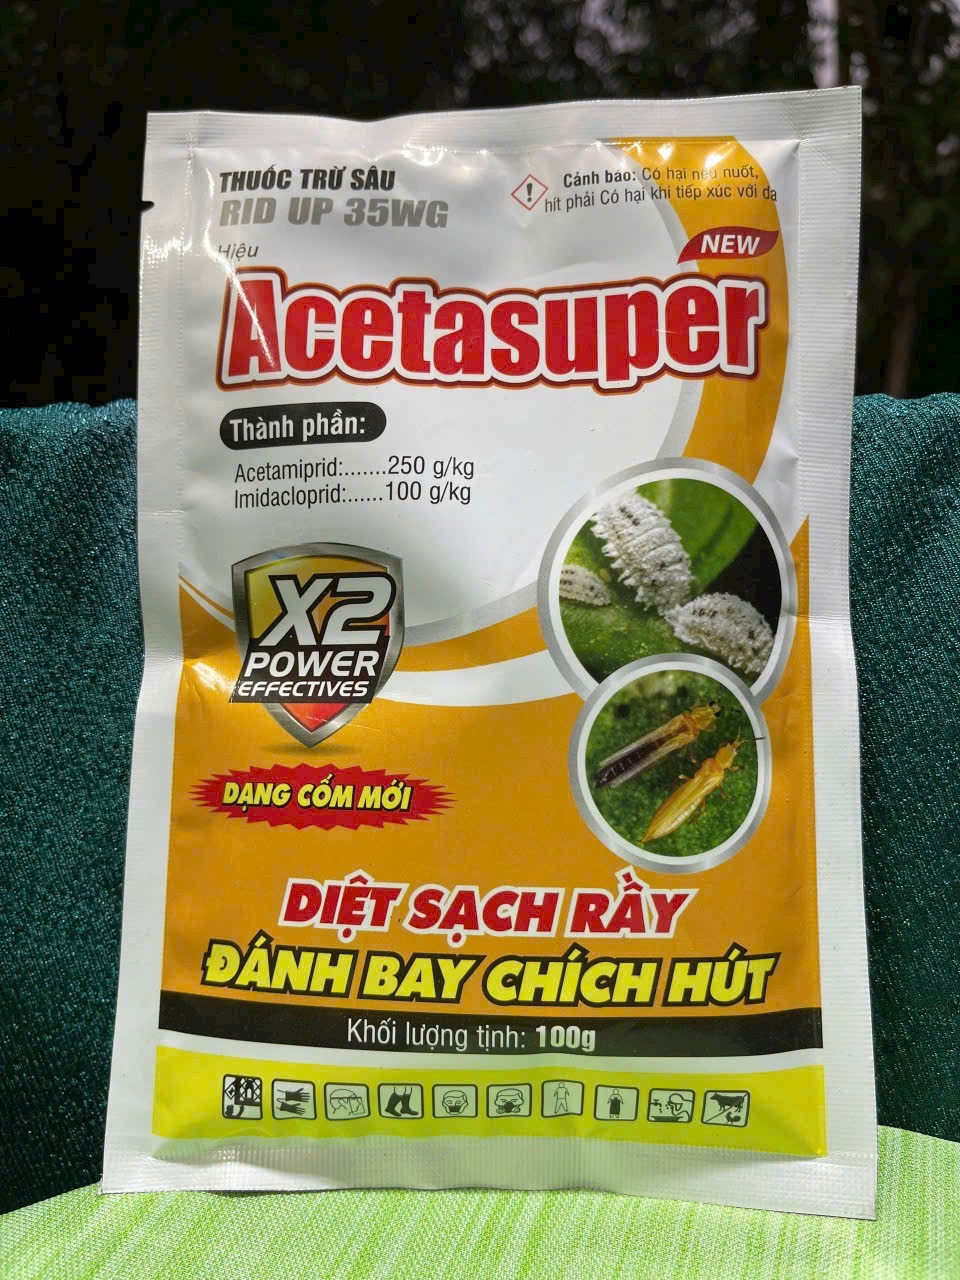 THUỐC TRỪ SÂU
RID UP 35WG
Hiệu
Cảnh báo: Có hại nếu nuốt,
hít phải Có hại khi tiếp xúc với da
NEW
Acetasuper
Thành phần:
Acetamiprid:.......250 g/kg
Imidacloprid:......100 g/kg
X2
POWER
EFFECTIVES
DẠNG CỐM MỚI
DIỆT SẠCH RẦY
ĐÁNH BAY CHÍCH HÚT
Khối lượng tịnh: 100g